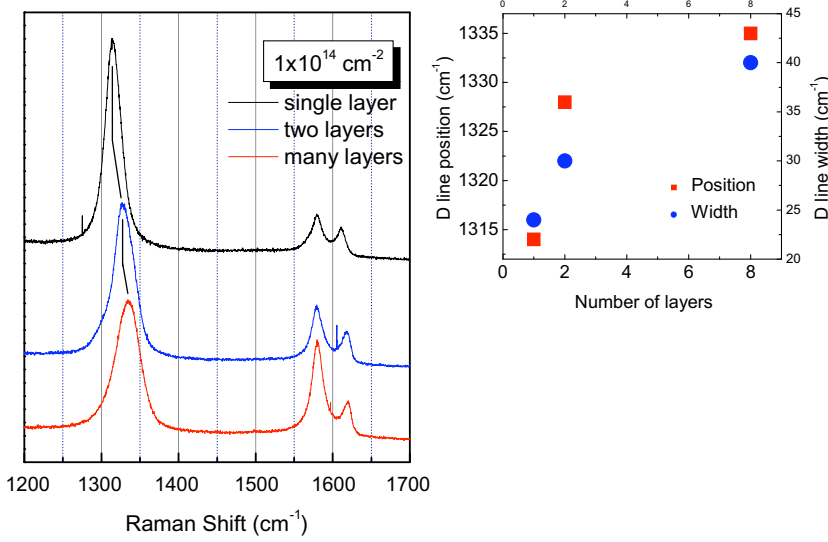 1x10¹⁴ cm⁻²
single layer
two layers
many layers
1200 1300 1400 1500 1600 1700
Raman Shift (cm⁻¹)
0 2 4 6 8
1335
1330
1325
1320
1315
D line position (cm⁻¹)
45
40
35
30
25
20
D line width (cm⁻¹)
Position
Width
0 2 4 6 8
Number of layers